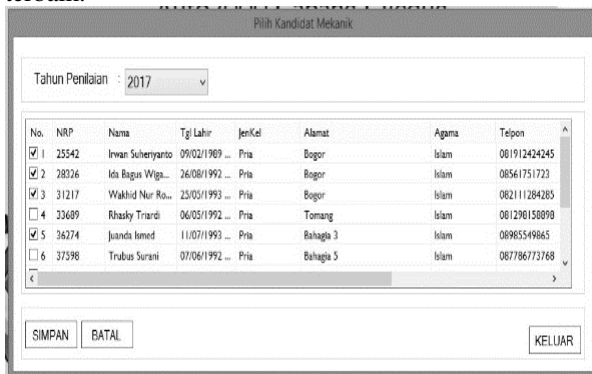 Pilih Kandidat Mekanik
Tahun Penilaian : 2017
No. NRP Nama Tgl Lahir JenKel Alamat Agama Telpon
1 25542 Irwan Suheriyanto 09/02/1989 ... Pria Bogor Islam 081912424245
2 28326 Ida Bagus Wiga... 26/08/1992 ... Pria Bogor Islam 08561751723
3 31217 Wakhid Nur Ro... 25/05/1993 ... Pria Bogor Islam 082111284285
4 33689 Rhasky Triardi 06/05/1992 ... Pria Tomang Islam 081298158898
5 36274 Juanda Ismed 11/07/1993 ... Pria Bahagia 3 Islam 08985549865
6 37598 Trubus Surani 07/06/1992 ... Pria Bahagia 5 Islam 087786773768
SIMPAN BATAL KELUAR